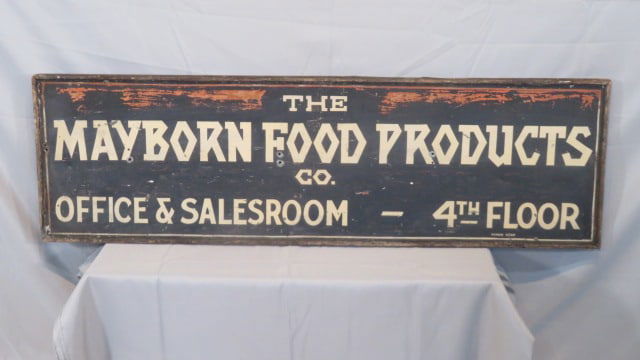 THE
MAYBORN FOOD PRODUCTS
CO.
OFFICE & SALESROOM – 4TH FLOOR